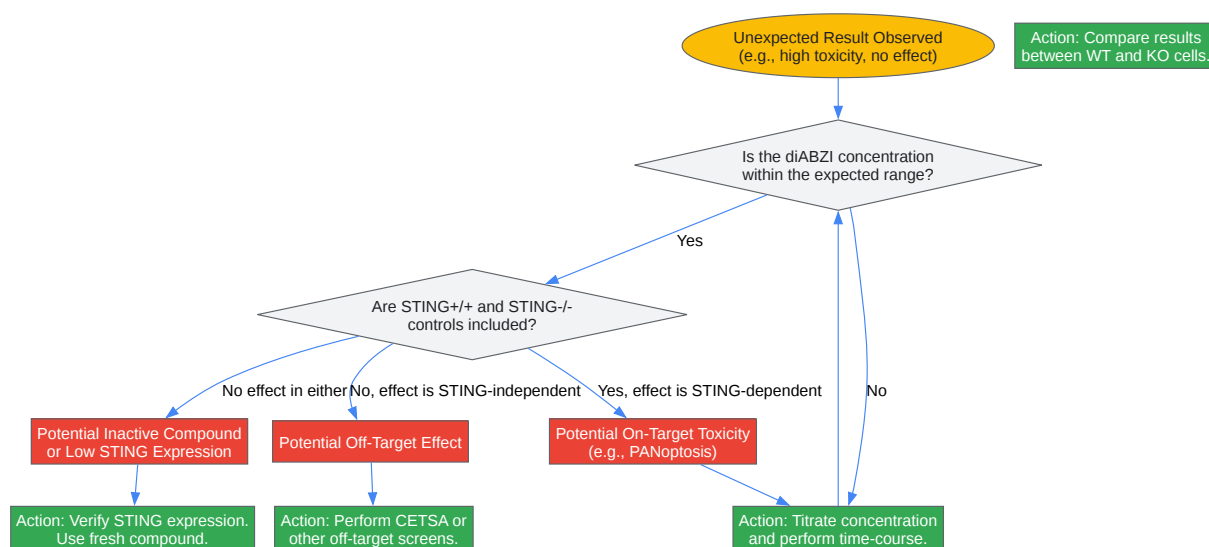 Unexpected Result Observed
(e.g., high toxicity, no effect)
Action: Compare results
between WT and KO cells.
Is the diABZI concentration
within the expected range?
Yes
Are STING+/+ and STING-/-
controls included?
No effect in either
No, effect is STING-independent
Yes, effect is STING-dependent
No
Potential Inactive Compound
or Low STING Expression
Potential Off-Target Effect
Potential On-Target Toxicity
(e.g., PANoptosis)
Action: Verify STING expression.
Use fresh compound.
Action: Perform CETSA or
other off-target screens.
Action: Titrate concentration
and perform time-course.